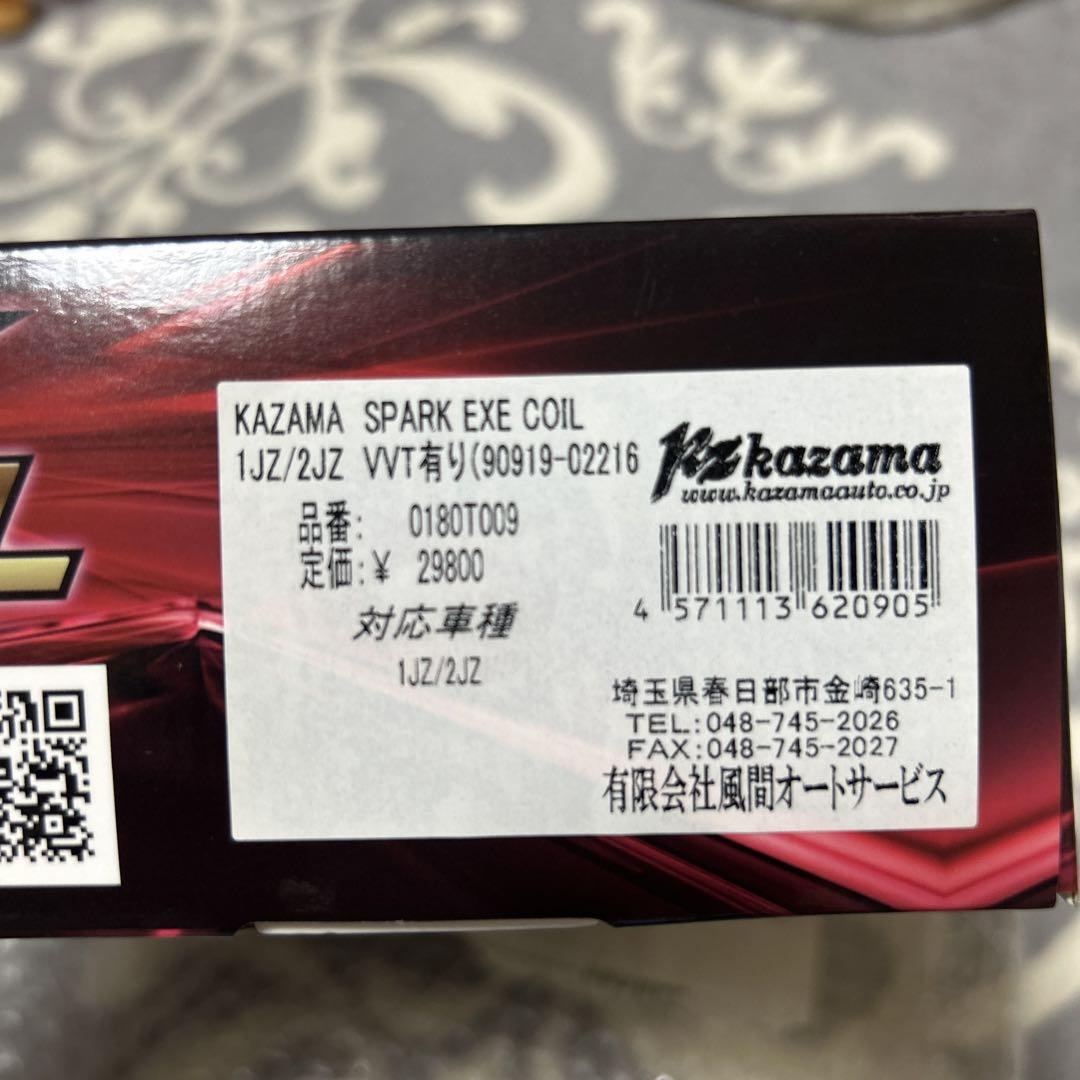 KAZAMA SPARK EXE COIL
1JZ/2JZ VVT有り(90919-02216
品番: 0180T009
定価:¥ 29800
対応車種
1JZ/2JZ
kazama
www.kazamaauto.co.jp
4 571113 620905
埼玉県春日部市金崎635-1
TEL:048-745-2026
FAX:048-745-2027
有限会社風間オートサービス